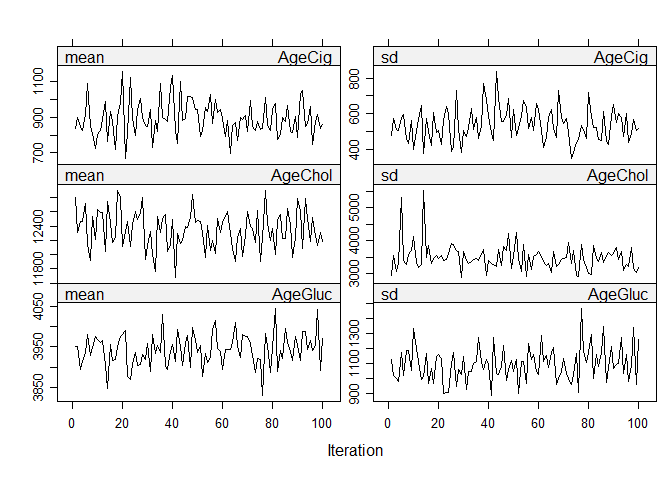 mean AgeCig
sd AgeCig
700 900 1100
400 600 800
mean AgeChol
sd AgeChol
11800 12400
3000 4000 5000
mean AgeGluc
sd AgeGluc
3850 3950 4050
900 1100 1300
0 20 40 60 80 100
0 20 40 60 80 100
Iteration